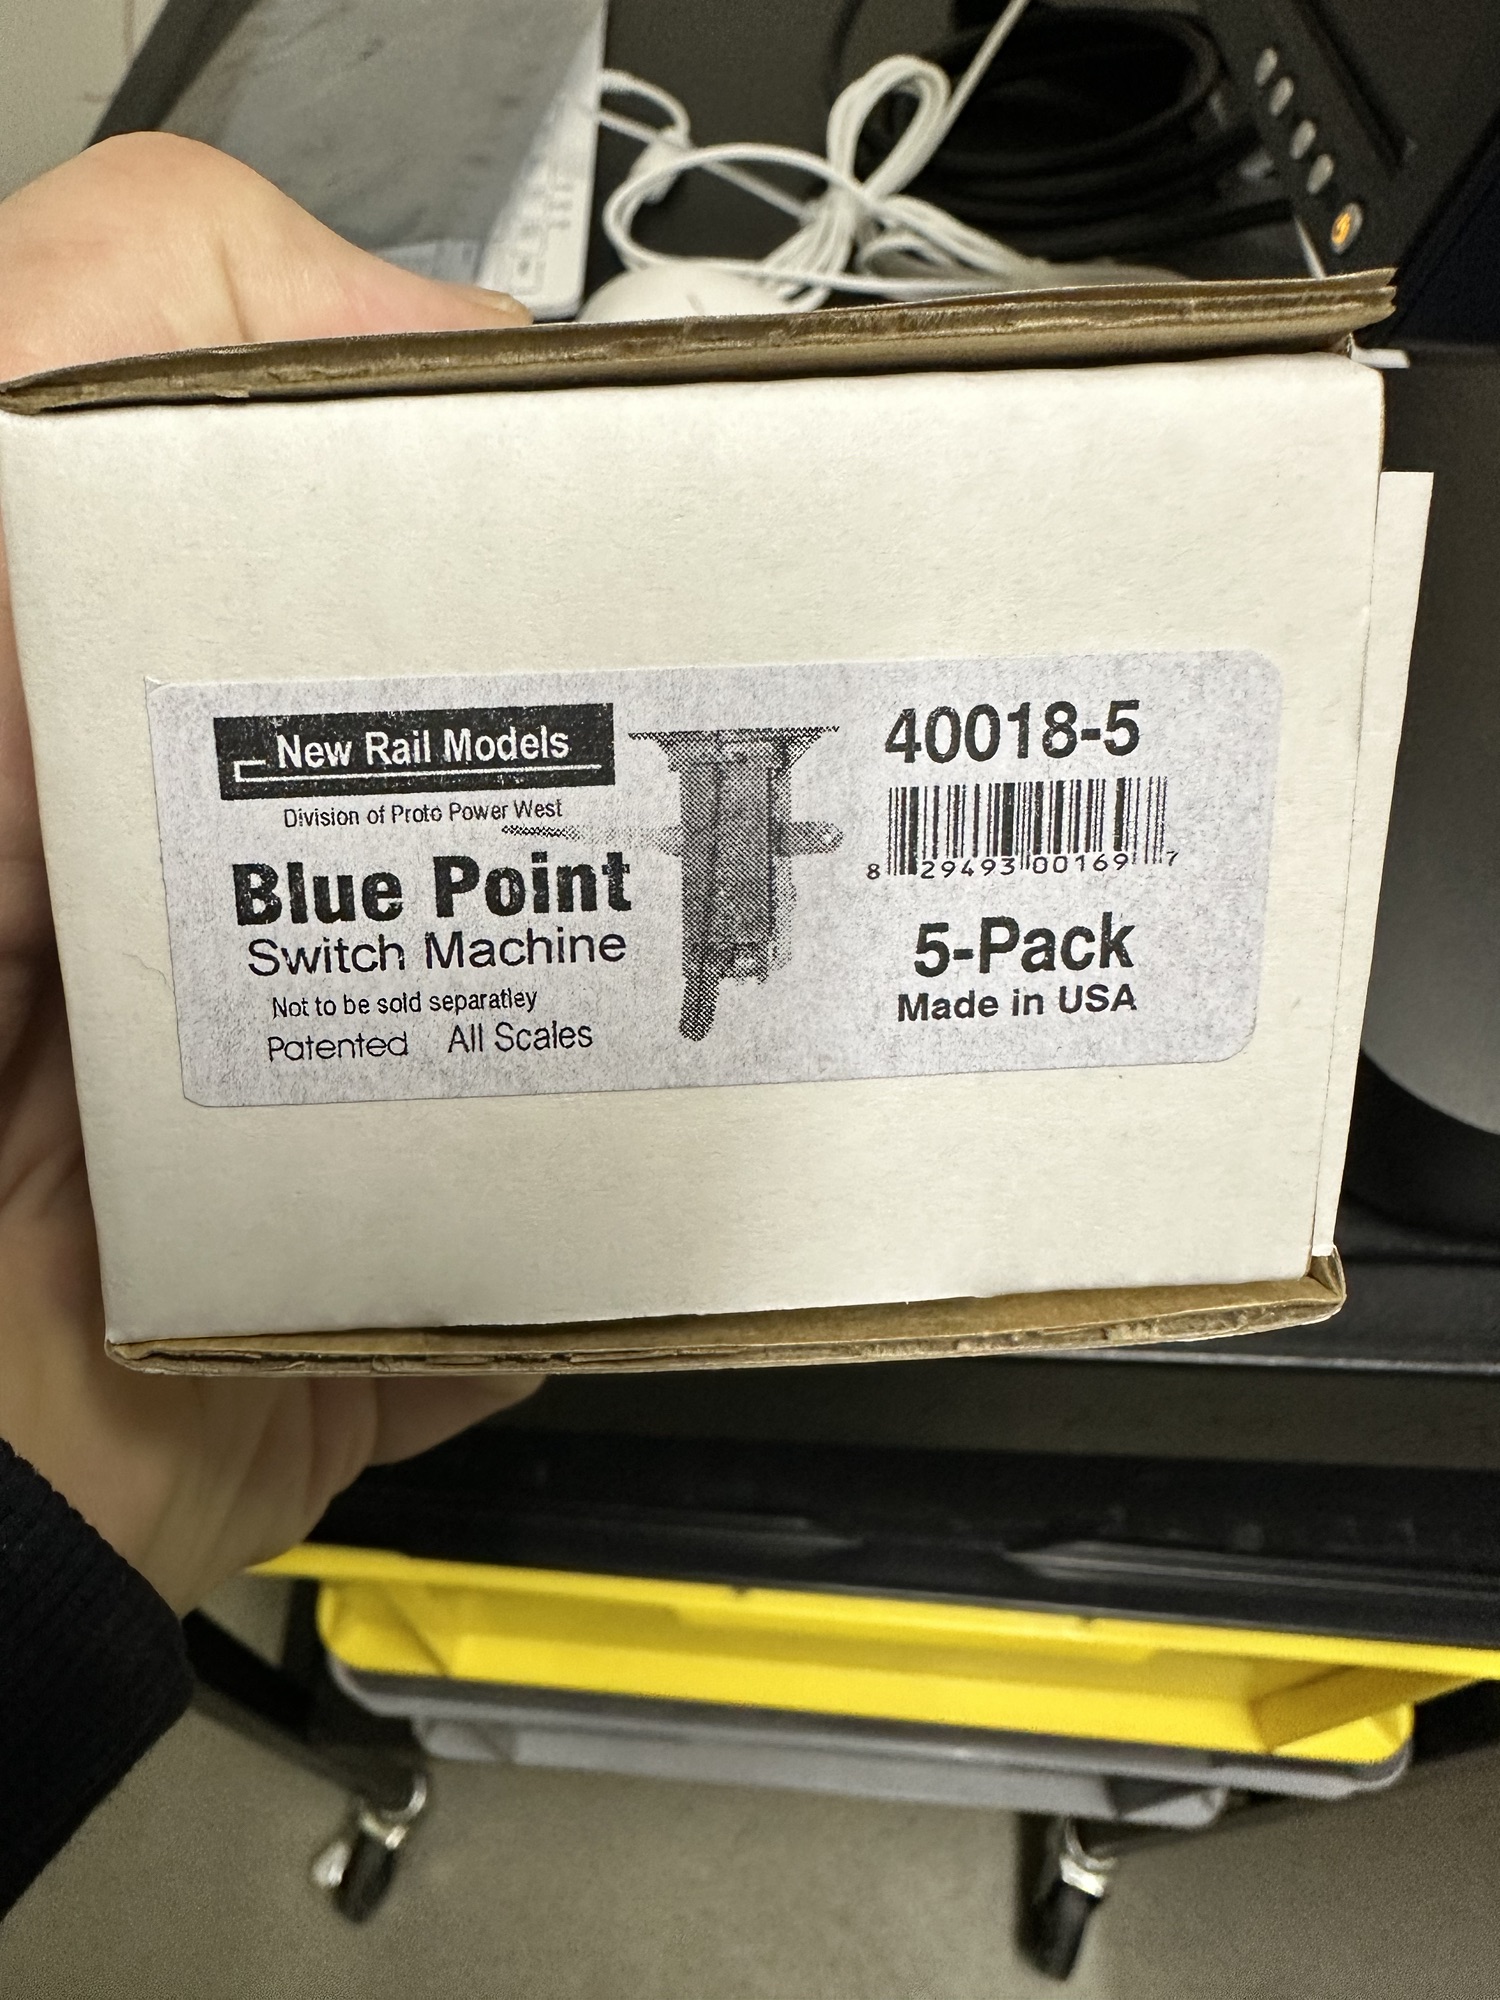 New Rail Models
Division of Proto Power West
Blue Point
Switch Machine
Not to be sold separatley
Patented All Scales
40018-5
8 29493 00169 7
5-Pack
Made in USA